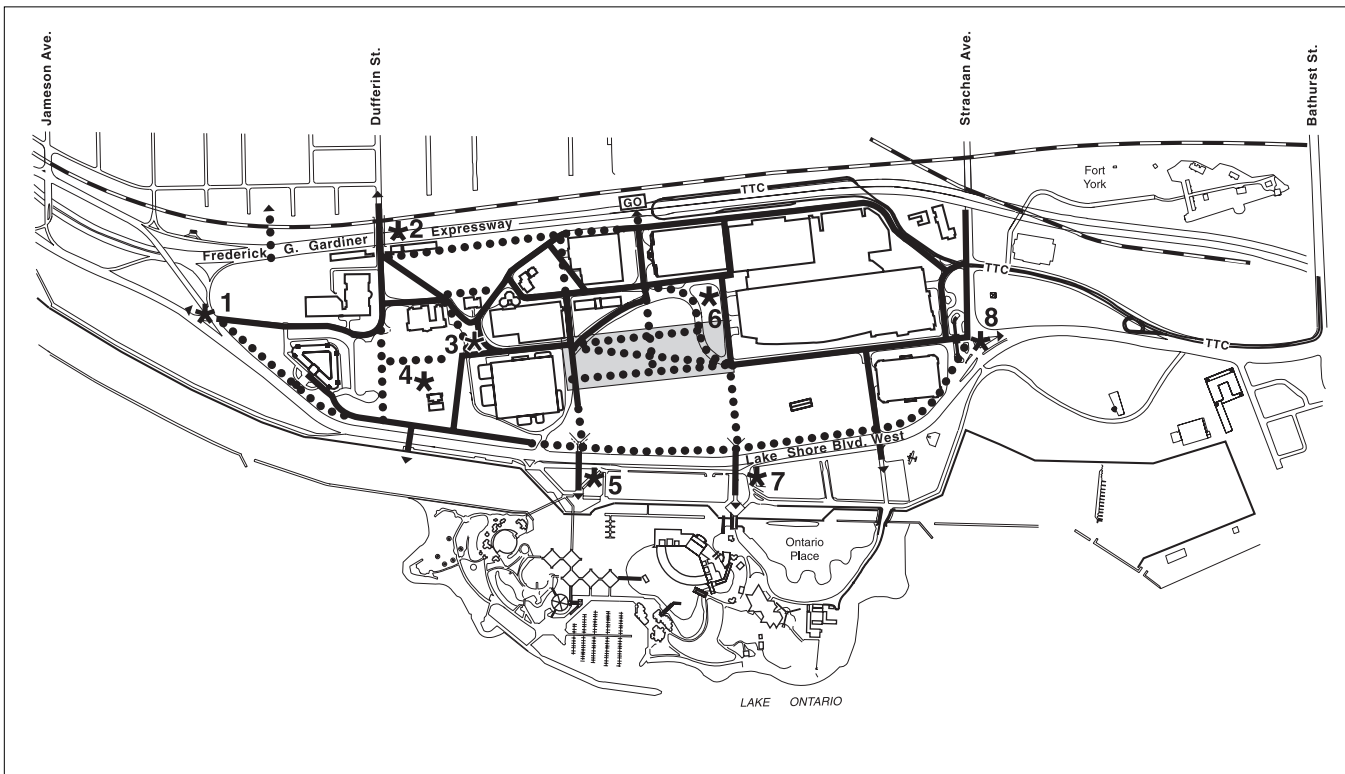 Jameson Ave.
Dufferin St.
Strachan Ave.
Bathurst St.
Fort
York
GO
TTC
Frederick G. Gardiner Expressway
2
1
TTC
6
3
8
4
TTC
Lake Shore Blvd. West
5
7
Ontario
Place
LAKE ONTARIO